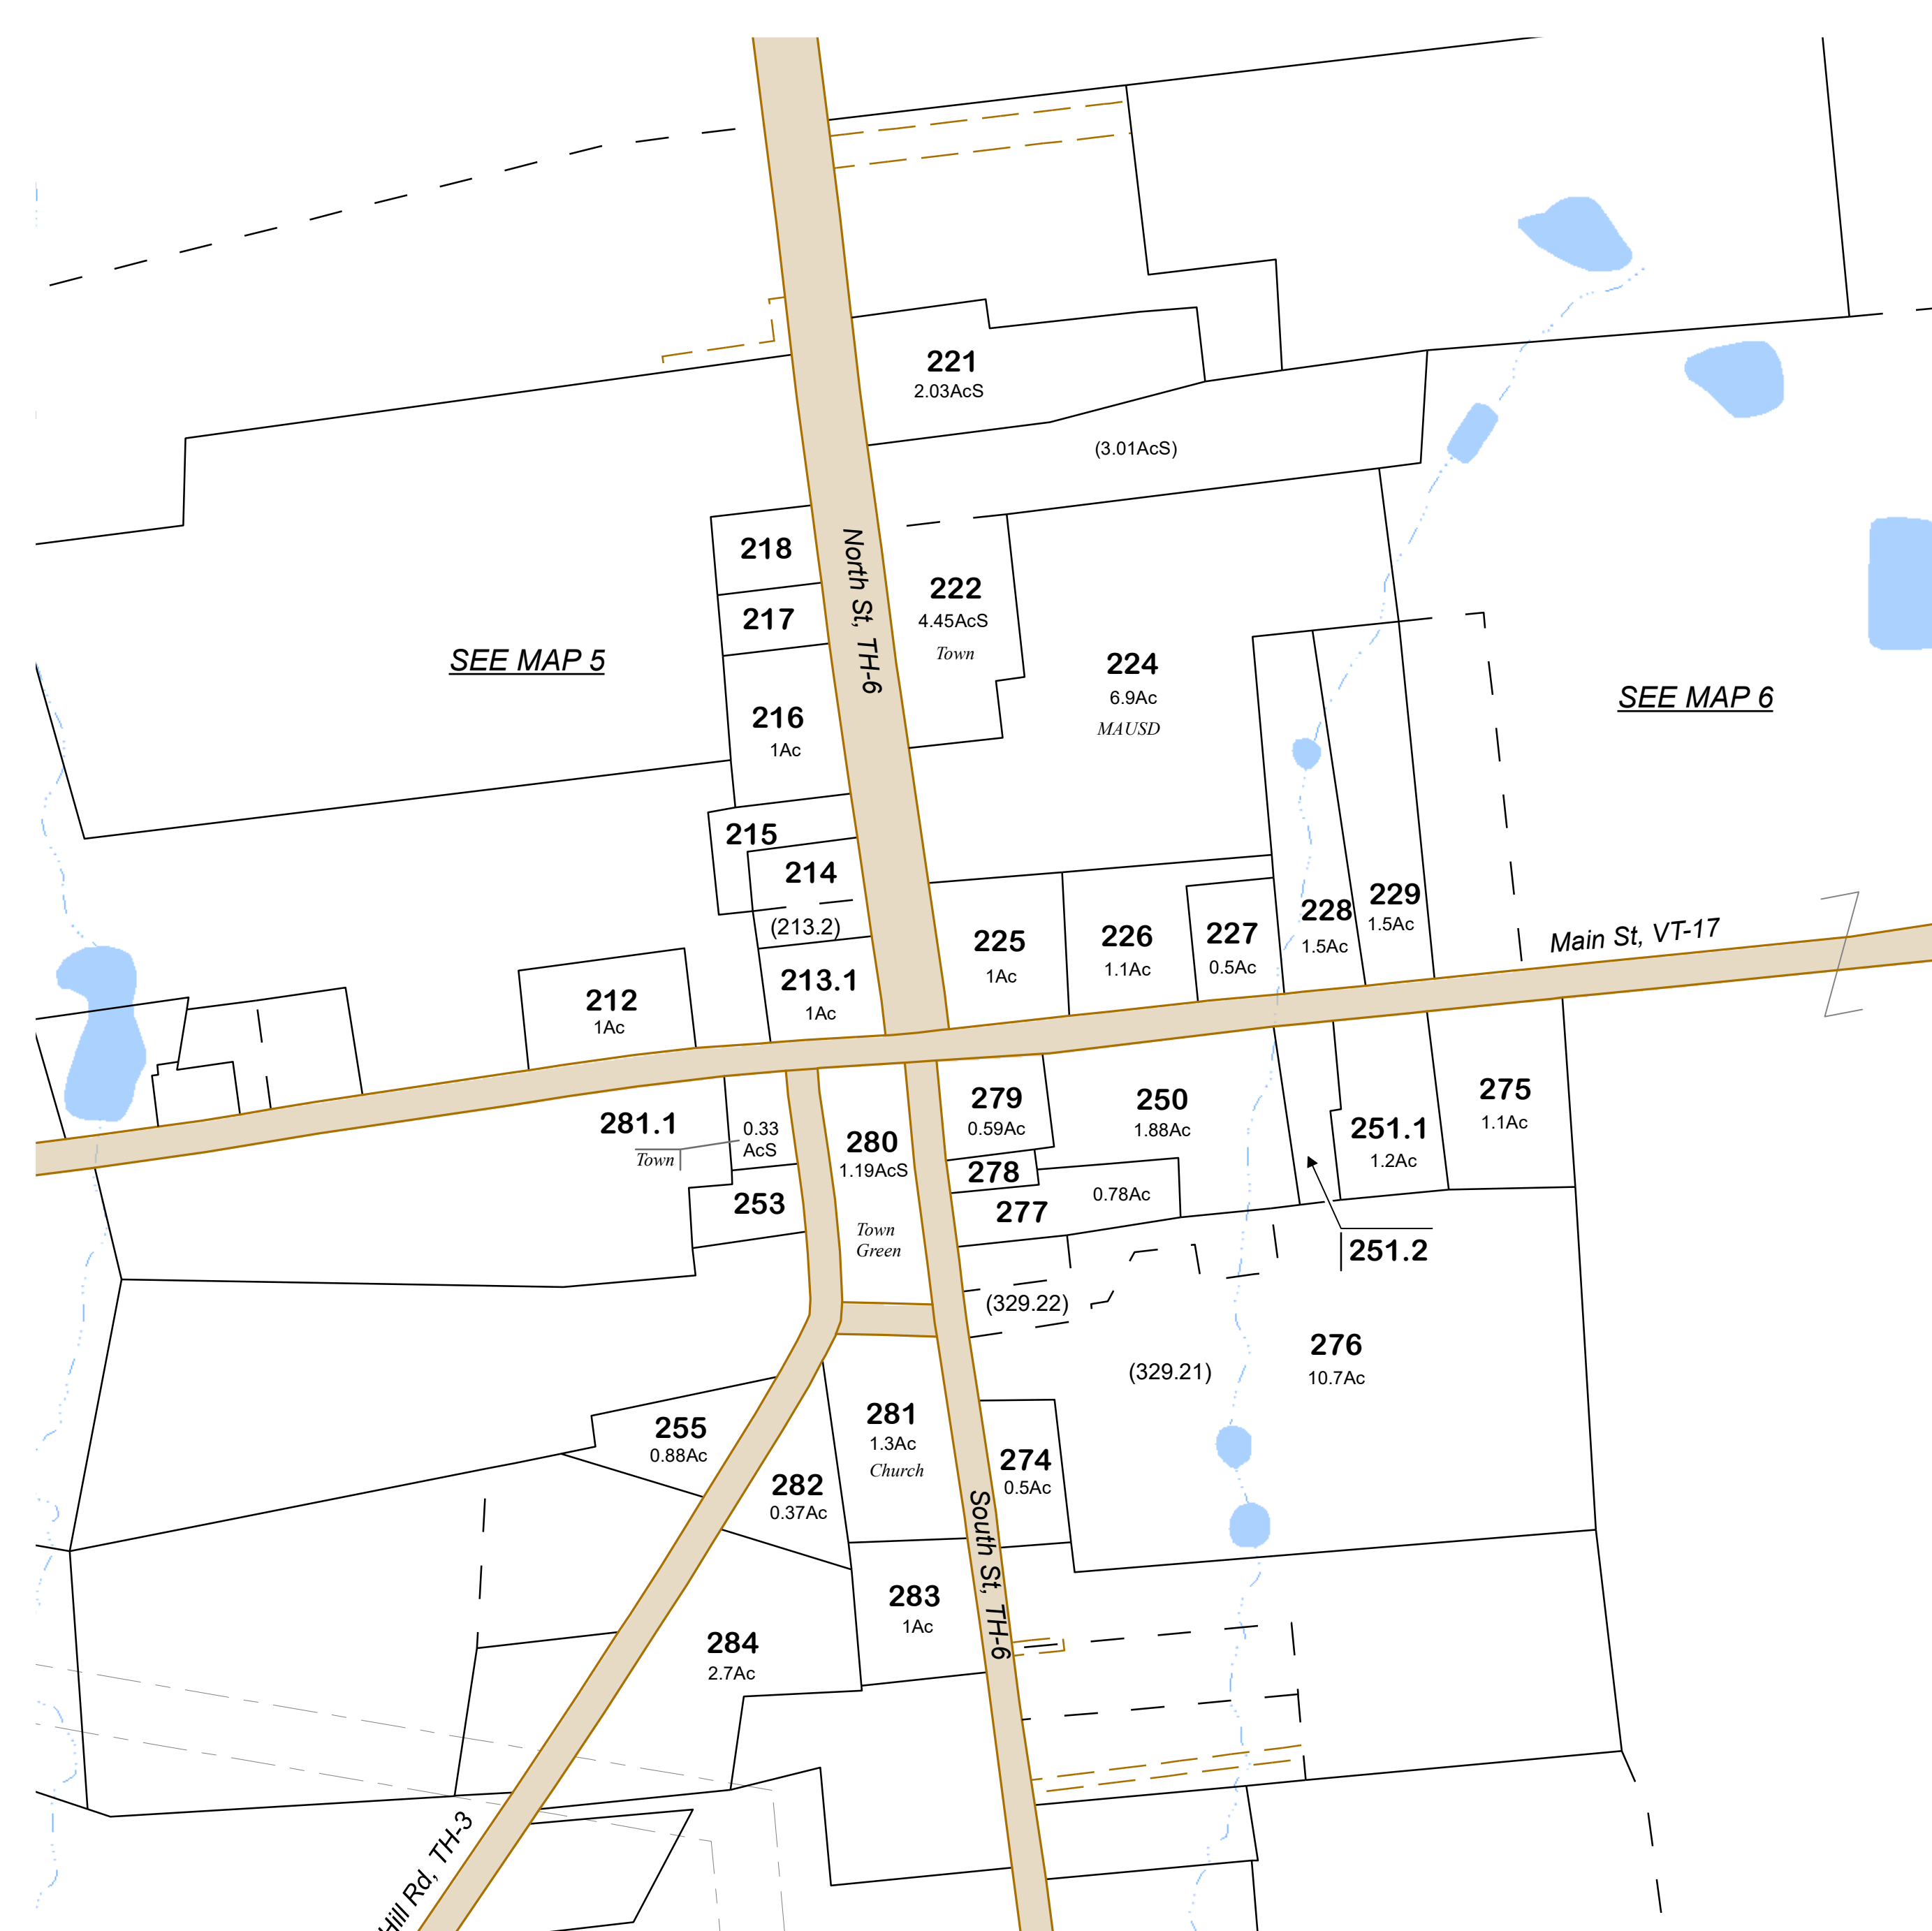 221
2.03AcS
(3.01AcS)
218
North St, TH-6
222
4.45AcS
Town
217
SEE MAP 5
224
6.9Ac
MAUSD
SEE MAP 6
216
1Ac
215
214
(213.2)
213.1
1Ac
212
1Ac
225
1Ac
226
1.1Ac
227
0.5Ac
228
1.5Ac
229
1.5Ac
Main St, VT-17
281.1
Town
0.33
AcS
253
280
1.19AcS
Town
Green
279
0.59Ac
278
277
0.78Ac
250
1.88Ac
251.1
1.2Ac
251.2
275
1.1Ac
(329.22)
(329.21)
276
10.7Ac
255
0.88Ac
282
0.37Ac
281
1.3Ac
Church
274
0.5Ac
South St, TH-6
283
1Ac
284
2.7Ac
Hill Rd, TH-3